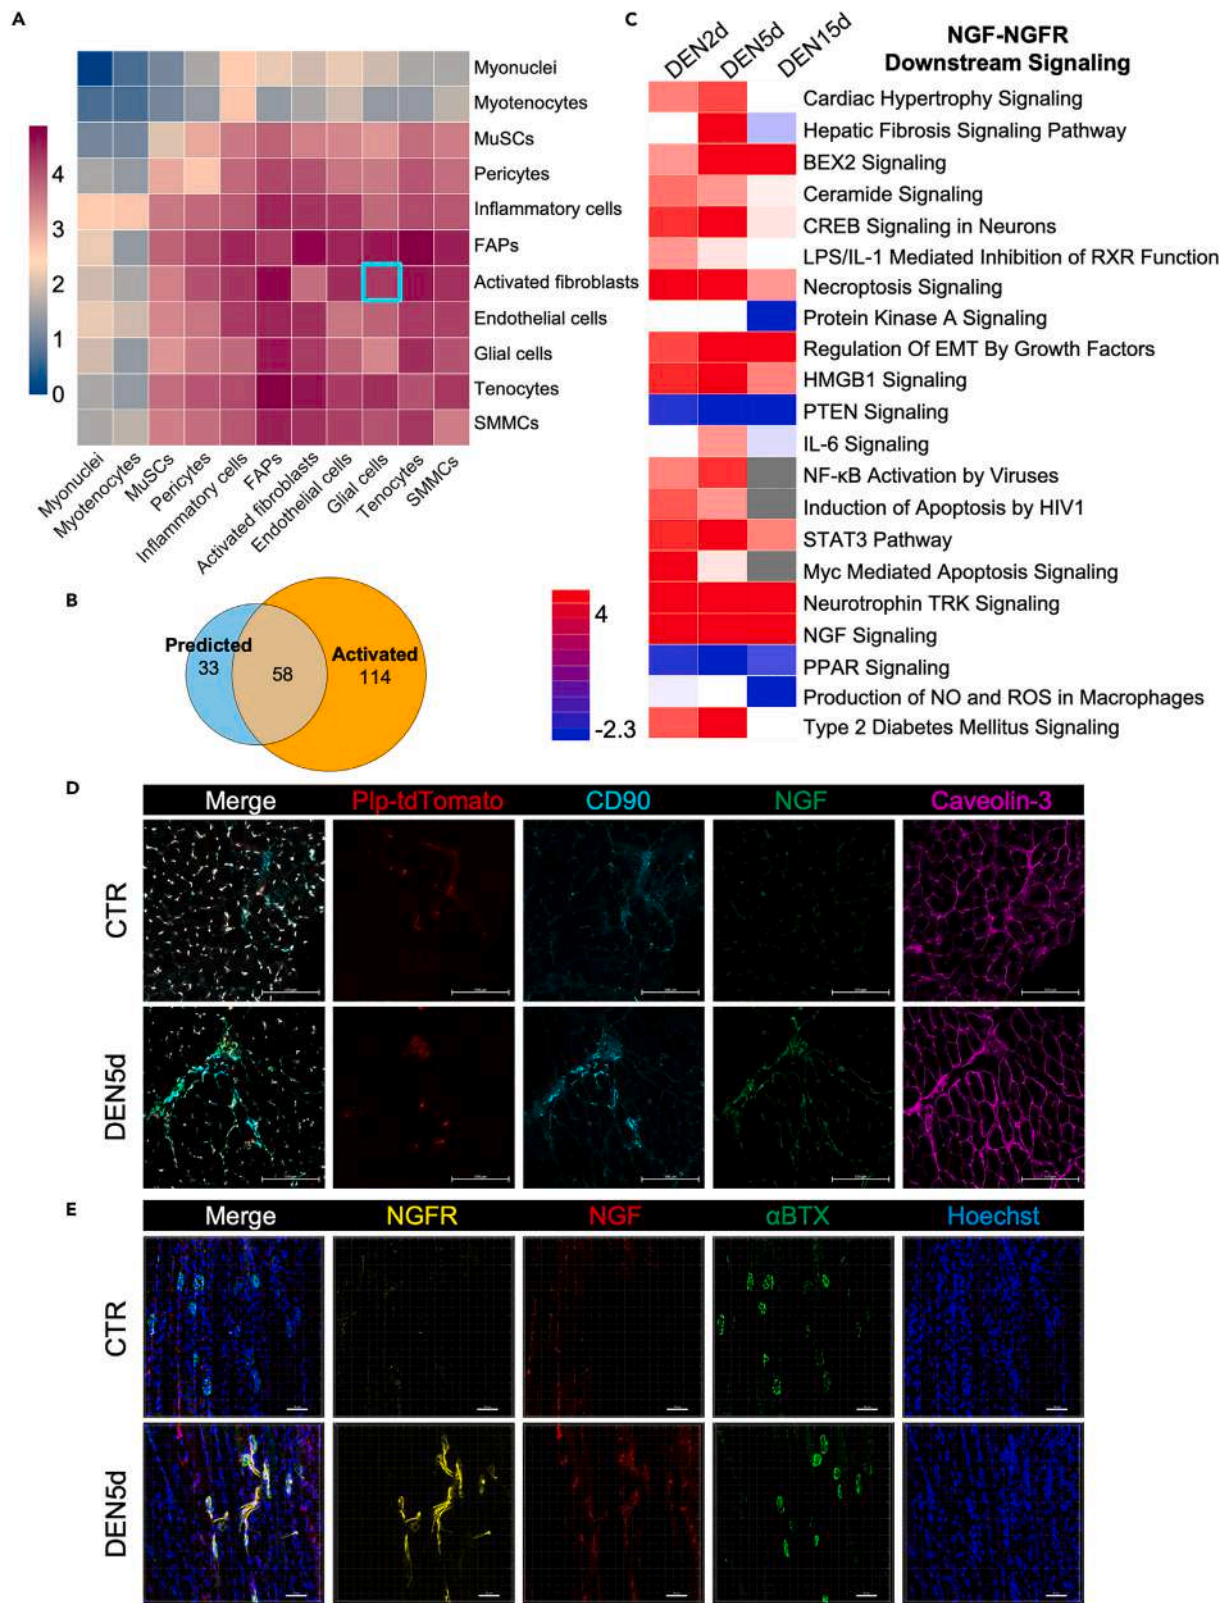 A
Myonuclei
Myotenocytes
MuSCs
Pericytes
Inflammatory cells
FAPs
Activated fibroblasts
Endothelial cells
Glial cells
Tenocytes
SMMCs
4
3
2
1
0
Myonuclei
Myotenocytes
MuSCs
Pericytes
Inflammatory cells
FAPs
Activated fibroblasts
Endothelial cells
Glial cells
Tenocytes
SMMCs
B
Predicted
33
58
Activated
114
C
DEN2d
DEN5d
DEN15d
NGF-NGFR
Downstream Signaling
Cardiac Hypertrophy Signaling
Hepatic Fibrosis Signaling Pathway
BEX2 Signaling
Ceramide Signaling
CREB Signaling in Neurons
LPS/IL-1 Mediated Inhibition of RXR Function
Necroptosis Signaling
Protein Kinase A Signaling
Regulation Of EMT By Growth Factors
HMGB1 Signaling
PTEN Signaling
IL-6 Signaling
NF-κB Activation by Viruses
Induction of Apoptosis by HIV1
STAT3 Pathway
Myc Mediated Apoptosis Signaling
Neurotrophin TRK Signaling
NGF Signaling
PPAR Signaling
Production of NO and ROS in Macrophages
Type 2 Diabetes Mellitus Signaling
4
-2.3
D
Merge Plp-tdTomato CD90 NGF Caveolin-3
CTR
DEN5d
E
Merge NGFR NGF αBTX Hoechst
CTR
DEN5d